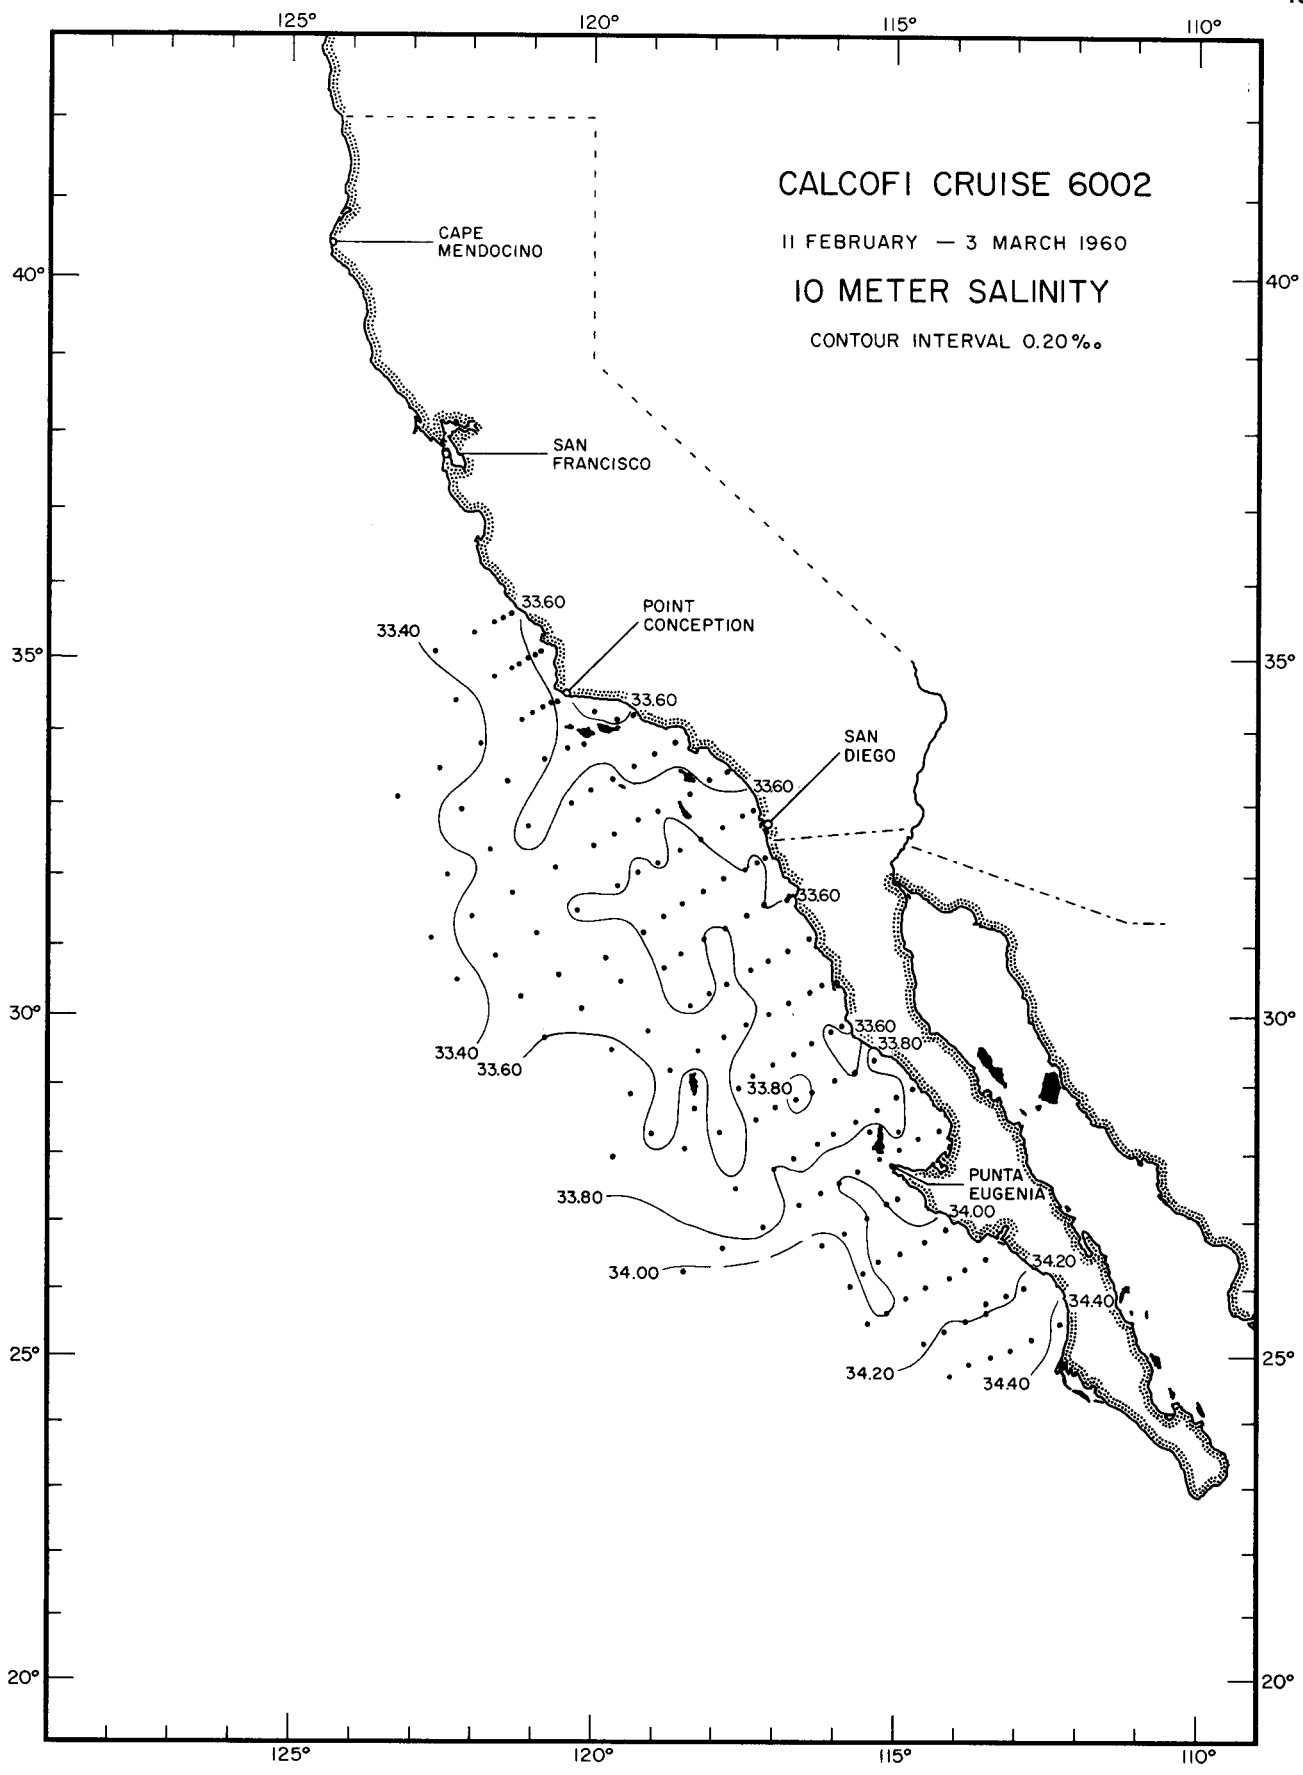 125° 120° 115° 110°
CALCOFI CRUISE 6002
11 FEBRUARY — 3 MARCH 1960
10 METER SALINITY
CONTOUR INTERVAL 0.20‰
CAPE
MENDOCINO
40° 40°
SAN
FRANCISCO
33.60
POINT
CONCEPTION
33.40
35° 35°
33.60
SAN
DIEGO
33.60
33.60
30° 30°
33.60
33.80
33.40
33.60
33.80
PUNTA
EUGENIA
33.80
34.00
34.00
34.20
34.40
25° 25°
34.20
34.40
20° 20°
125° 120° 115° 110°